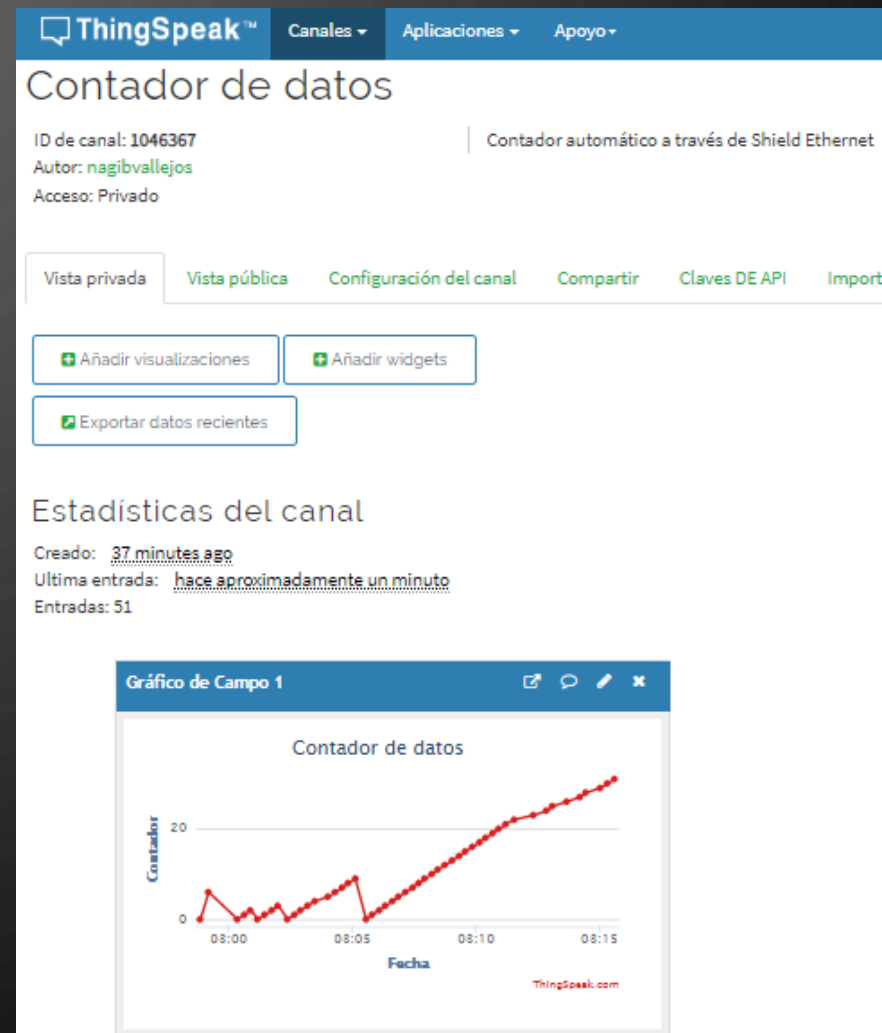 ThingSpeak™ Canales Aplicaciones Apoyo
Contador de datos
ID de canal: 1046367
Contador automático a través de Shield Ethernet
Autor: nagibvallejos
Acceso: Privado
Vista privada Vista pública Configuración del canal Compartir Claves DE API Import
Añadir visualizaciones Añadir widgets
Exportar datos recientes
Estadísticas del canal
Creado: 37 minutes ago
Ultima entrada: hace aproximadamente un minuto
Entradas: 51
Gráfico de Campo 1
Contador de datos
Contador
20
0
08:00 08:05 08:10 08:15
Fecha
ThingSpeak.com